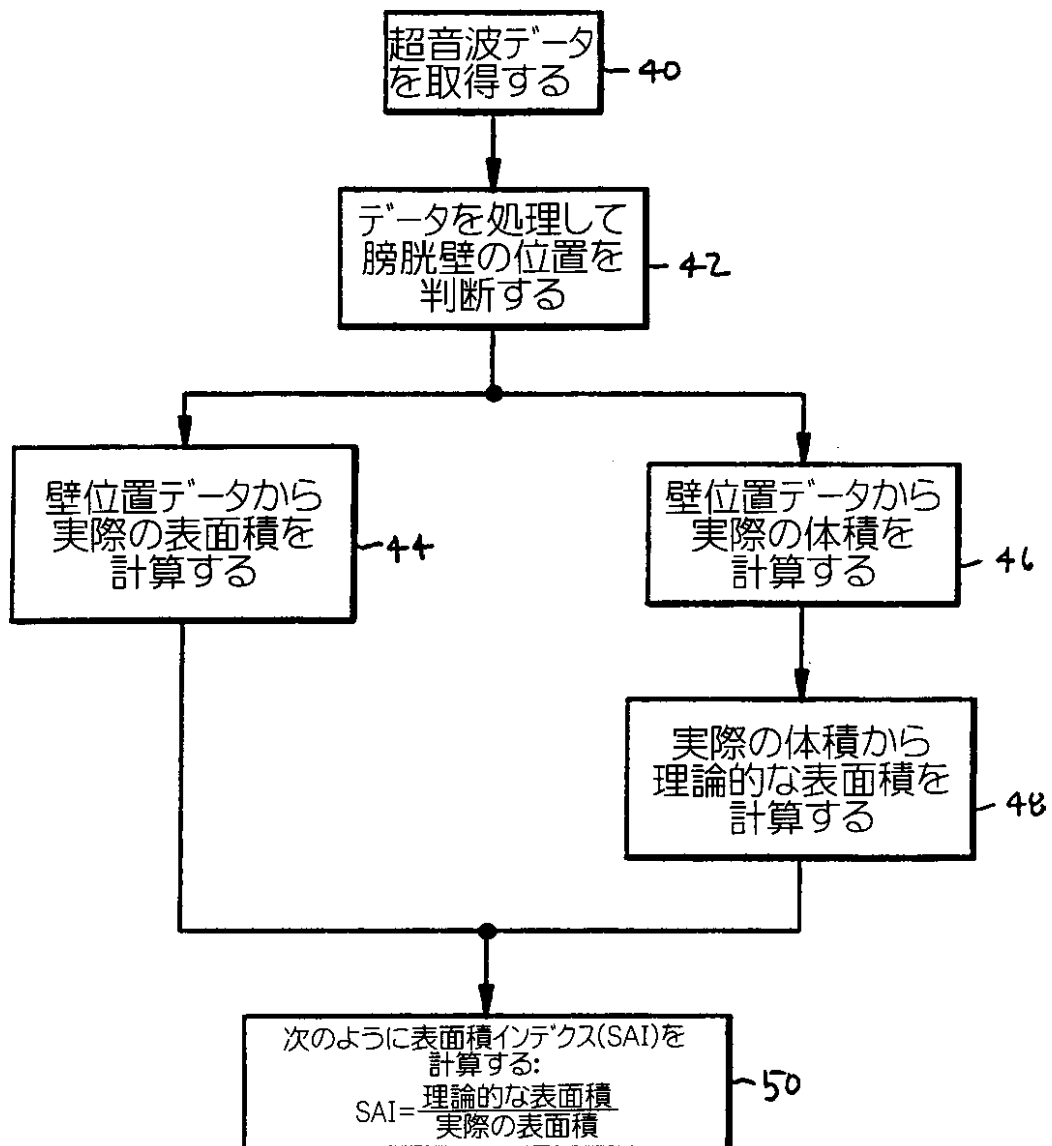 超音波データ
を取得する
40
データを処理して
膀胱壁の位置を
判断する
42
壁位置データから
実際の表面積を
計算する
44
壁位置データから
実際の体積を
計算する
46
実際の体積から
理論的な表面積を
計算する
48
次のように表面積インデクス(SAI)を
計算する:
SAI=理論的な表面積
実際の表面積
50